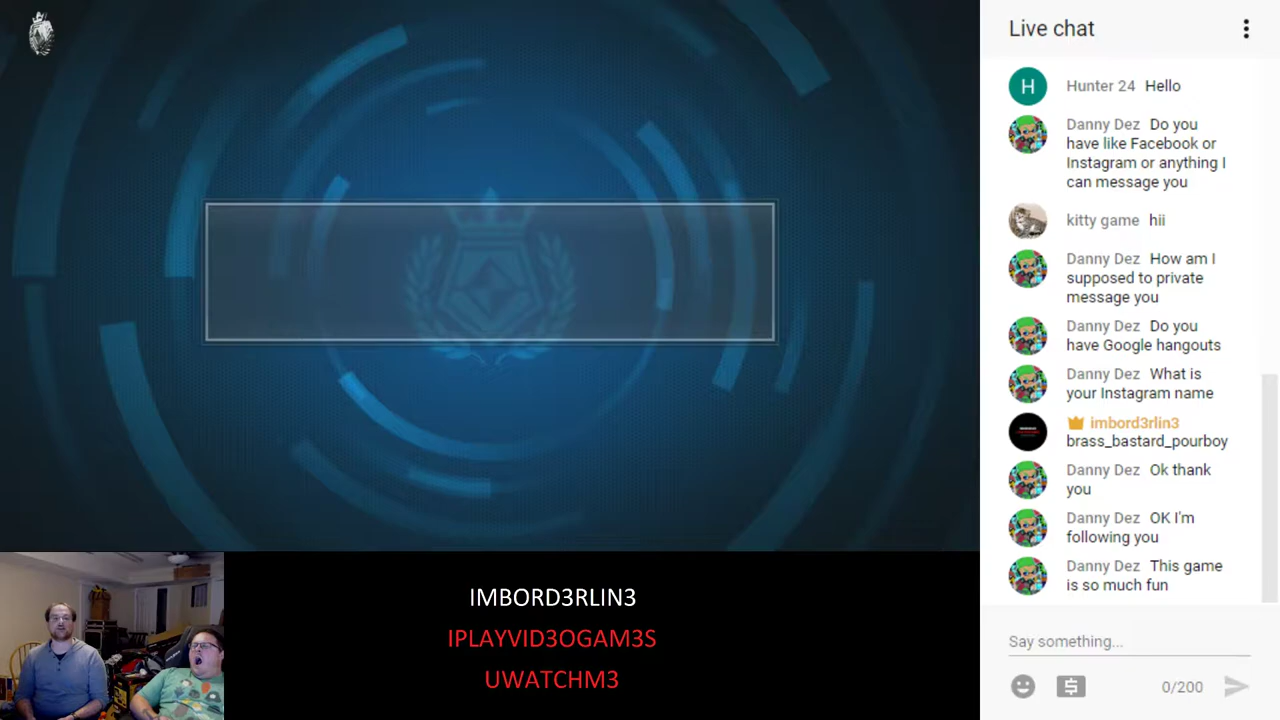 Live chat
Hunter 24 Hello
Danny Dez Do you
have like Facebook or
Instagram or anything I
can message you
kitty game hii
Danny Dez How am I
supposed to private
message you
Danny Dez Do you
have Google hangouts
Danny Dez What is
your Instagram name
imbord3rlin3
brass_bastard_pourboy
Danny Dez Ok thank
you
Danny Dez OK I'm
following you
Danny Dez This game
is so much fun
Say something...
0/200
H
IMBORD3RLIN3
IPLAYVID3OGAM3S
UWATCHM3